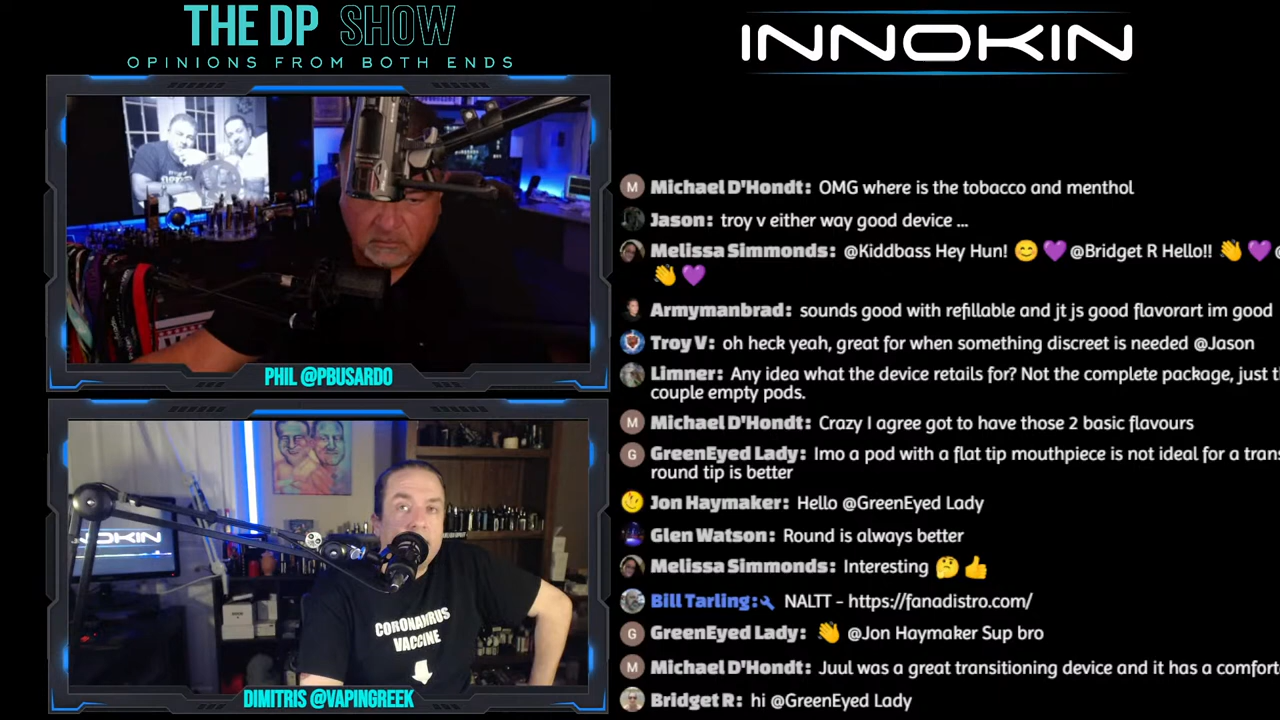 THE DP SHOW
OPINIONS FROM BOTH ENDS
INNOKIN
PHIL @PBUSARDO
INNOKIN
CORONAVIRUS
VACCINE
DIMITRIS @VAPINGREEK
M Michael D'Hondt: OMG where is the tobacco and menthol
Jason: troy v either way good device ...
Melissa Simmonds: @Kiddbass Hey Hun! 😊 💜 @Bridget R Hello!! 👋 💜
👋 💜
Armymanbrad: sounds good with refillable and jt js good flavorart im good
Troy V: oh heck yeah, great for when something discreet is needed @Jason
Limner: Any idea what the device retails for? Not the complete package, just
couple empty pods.
M Michael D'Hondt: Crazy I agree got to have those 2 basic flavours
G GreenEyed Lady: Imo a pod with a flat tip mouthpiece is not ideal for a
round tip is better
Jon Haymaker: Hello @GreenEyed Lady
Glen Watson: Round is always better
Melissa Simmonds: Interesting 🤔 👍
Bill Tarling: NALTT - https://fanadistro.com/
G GreenEyed Lady: 👋 @Jon Haymaker Sup bro
M Michael D'Hondt: Juul was a great transitioning device and it has a
Bridget R: hi @GreenEyed Lady